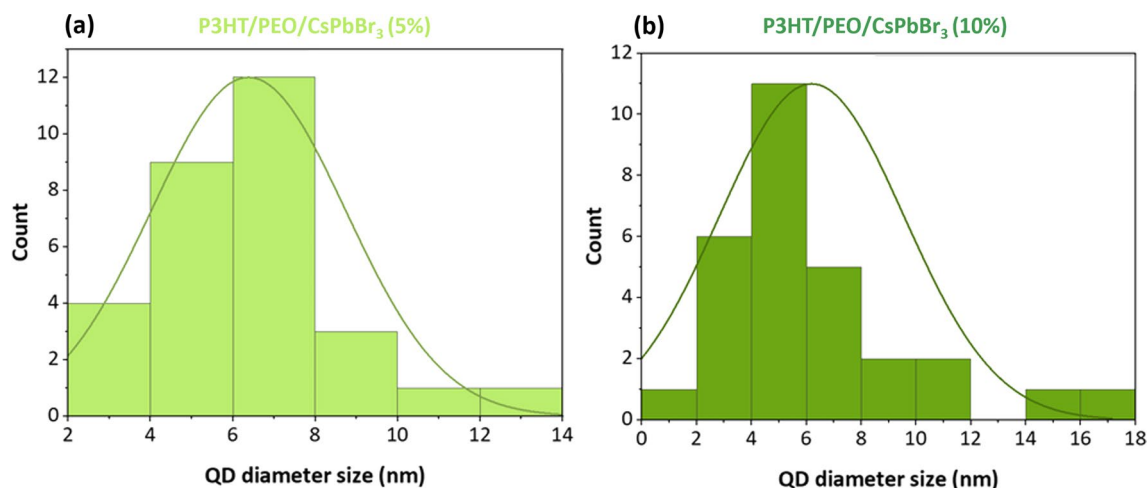 (a)
P3HT/PEO/CsPbBr₃ (5%)
12
10
8
6
4
2
0
Count
2 4 6 8 10 12 14
QD diameter size (nm)
(b)
P3HT/PEO/CsPbBr₃ (10%)
12
10
8
6
4
2
0
Count
0 2 4 6 8 10 12 14 16 18
QD diameter size (nm)